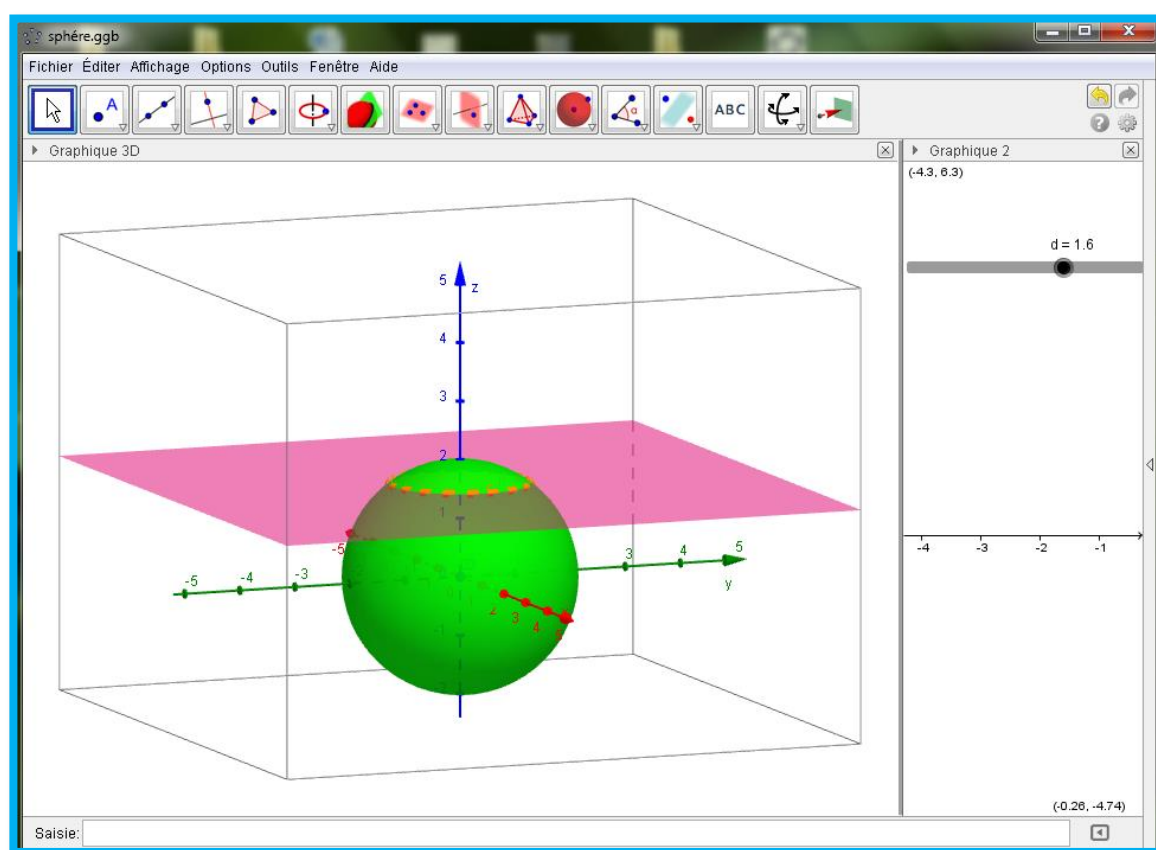 sphére.ggb
Fichier Éditer Affichage Options Outils Fenêtre Aide
A
α
ABC
Graphique 3D
Graphique 2
(-4.3, 6.3)
d = 1.6
5 z
4
3
2
1
-5
-5 -4 -3
3 4 5
y
2 3 4
-1
-4 -3 -2 -1
(-0.26, -4.74)
Saisie: